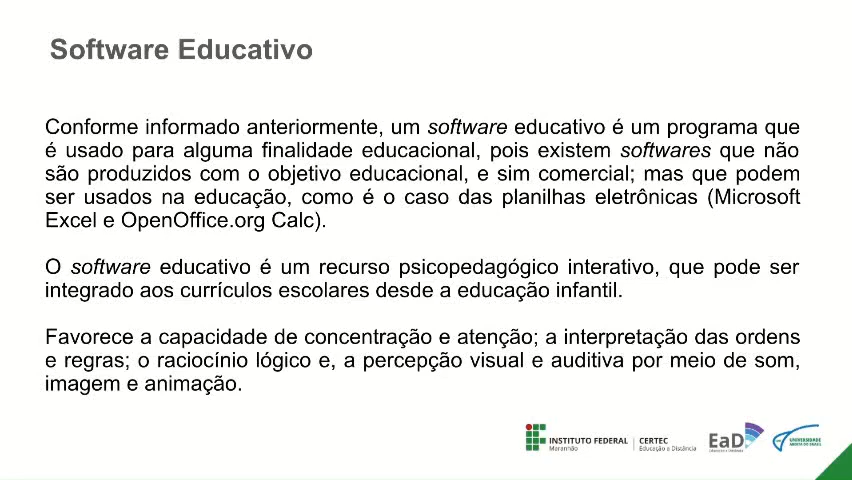 Software Educativo
Conforme informado anteriormente, um software educativo é um programa que
é usado para alguma finalidade educacional, pois existem softwares que não
são produzidos com o objetivo educacional, e sim comercial; mas que podem
ser usados na educação, como é o caso das planilhas eletrônicas (Microsoft
Excel e OpenOffice.org Calc).
O software educativo é um recurso psicopedagógico interativo, que pode ser
integrado aos currículos escolares desde a educação infantil.
Favorece a capacidade de concentração e atenção; a interpretação das ordens
e regras; o raciocínio lógico e, a percepção visual e auditiva por meio de som,
imagem e animação.
INSTITUTO FEDERAL
Maranhão
CERTEC
Educação a Distância
EaD
UNIVERSIDADE
ABERTA DO BRASIL